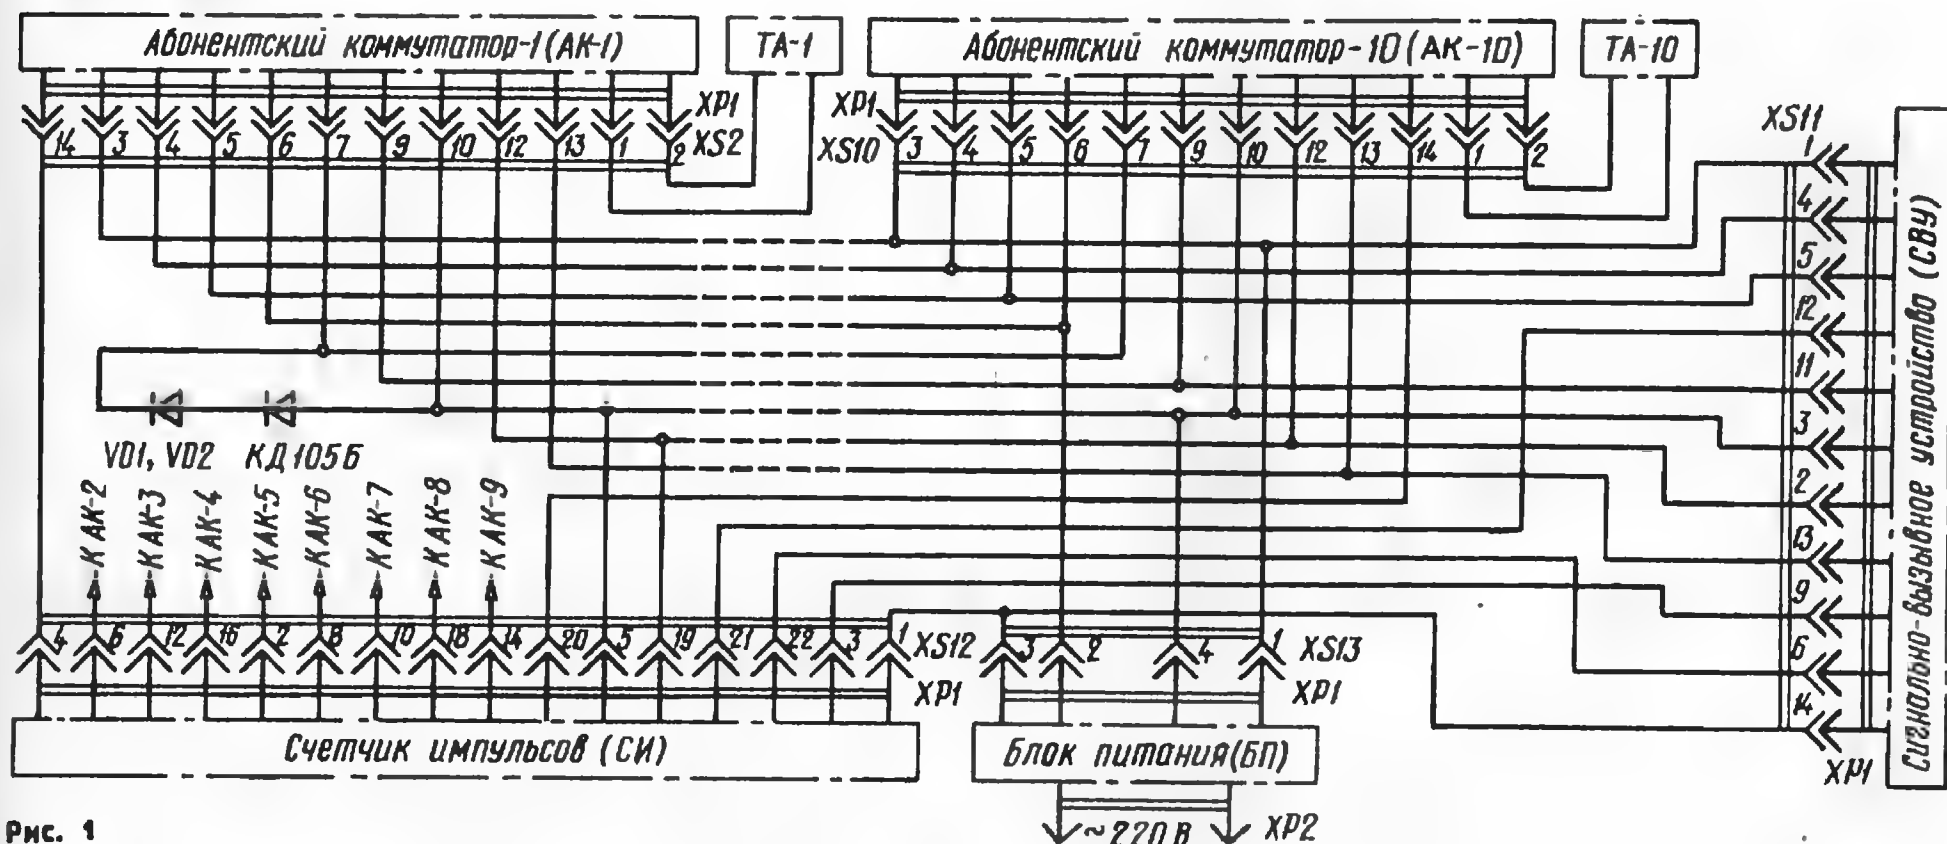 Абонентский коммутатор-1 (АК-1)
ТА-1
Абонентский коммутатор-10 (АК-10)
ТА-10
XP1
XS2
14 3 4 5 6 7 9 10 12 13 1 2
XP1
XS10
3 4 5 6 7 9 10 12 13 14 1 2
XS11
1
4
5
12
11
3
2
13
9
6
14
XP1
Сигнально-вызывное устройство (СВУ)
VD1, VD2 КД105Б
К АК-2
К АК-3
К АК-4
К АК-5
К АК-6
К АК-7
К АК-8
К АК-9
4 6 12 16 2 8 10 18 14 20 5 19 21 22 3 1
XS12
XP1
3 2 4 1
XS13
XP1
Счетчик импульсов (СИ)
Блок питания (БП)
~ 220 В
XP2
Рис. 1